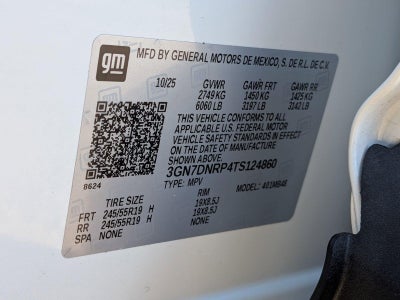 gm
MFD BY GENERAL MOTORS DE MEXICO, S. DE R.L. DE C.V.
10/25 GVWR GAWR FRT GAWR RR
2749 KG 1450 KG 1425 KG
6060 LB 3197 LB 3142 LB
THIS VEHICLE CONFORMS TO ALL
APPLICABLE U.S. FEDERAL MOTOR
VEHICLE SAFETY STANDARDS IN
EFFECT ON THE DATE OF
MANUFACTURE SHOWN ABOVE.
3GN7DNRP4TS124860
TYPE: MPV MODEL: 401MB46
8624
TIRE SIZE RIM
FRT 245/55R19 H 19X8.5J
RR 245/55R19 H 19X8.5J
SPA NONE NONE